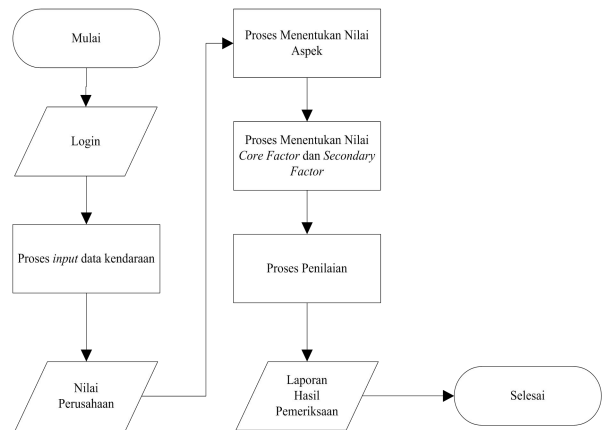 Mulai
Login
Proses input data kendaraan
Nilai
Perusahaan
Proses Menentukan Nilai
Aspek
Proses Menentukan Nilai
Core Factor dan Secondary
Factor
Proses Penilaian
Laporan
Hasil
Pemeriksaan
Selesai